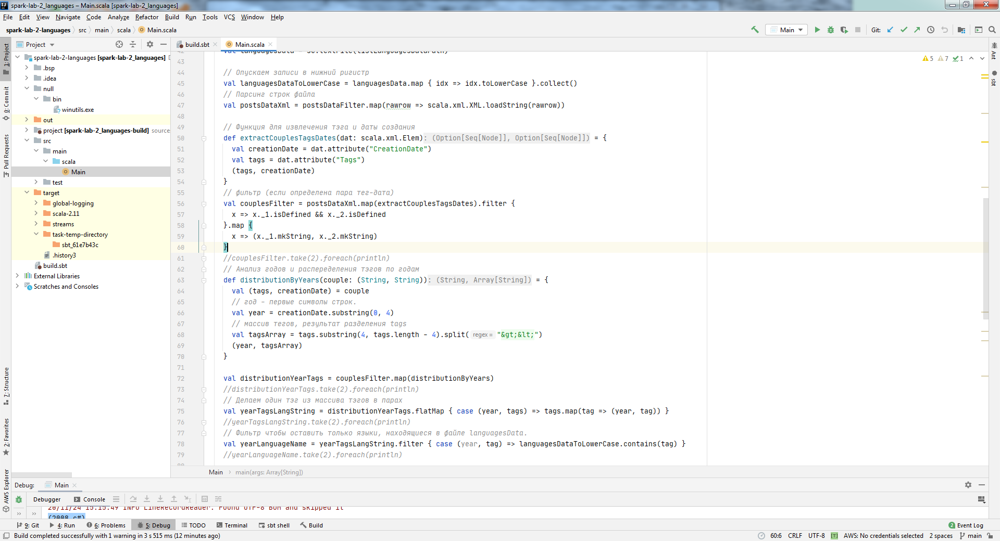 spark-lab-2_languages – Main.scala [spark-lab-2_languages]
File Edit View Navigate Code Analyze Refactor Build Run Tools VCS Window Help
spark-lab-2-languages src main scala Main.scala
Main Git:
Project
build.sbt Main.scala
1: Project
0: Commit
Pull Requests
7: Structure
2: Favorites
AWS Explorer
Ant
sbt
spark-lab-2-languages [spark-lab-2_languages]
.bsp
.idea
null
bin
winutils.exe
out
project [spark-lab-2_languages-build] sources
src
main
scala
Main
test
target
global-logging
scala-2.11
streams
task-temp-directory
sbt_61e7b43c
.history3
build.sbt
External Libraries
Scratches and Consoles
5 7 1
42 val languagesData = sc.textFile(listLanguagesDataPath)
43
44 // Опускаем записи в нижний ригистр
45 val languagesDataToLowerCase = languagesData.map { idx => idx.toLowerCase }.collect()
46 // Парсинг строк файла
47 val postsDataXml = postsDataFilter.map(rawrow => scala.xml.XML.loadString(rawrow))
48
49 // Функция для извлечения тэга и даты создания
50 def extractCouplesTagsDates(dat: scala.xml.Elem): (Option[Seq[Node]], Option[Seq[Node]]) = {
51 val creationDate = dat.attribute("CreationDate")
52 val tags = dat.attribute("Tags")
53 (tags, creationDate)
54 }
55 // фильтр (если определена пара тег-дата)
56 val couplesFilter = postsDataXml.map(extractCouplesTagsDates).filter {
57 x => x._1.isDefined && x._2.isDefined
58 }.map {
59 x => (x._1.mkString, x._2.mkString)
60 }
61 //couplesFilter.take(2).foreach(println)
62 // Анализ годов и распеределения тэгов по годам
63 def distributionByYears(couple: (String, String)): (String, Array[String]) = {
64 val (tags, creationDate) = couple
65 // год - первые символы строк.
66 val year = creationDate.substring(0, 4)
67 // массив тегов, результат разделения tags
68 val tagsArray = tags.substring(4, tags.length - 4).split( regex = "&gt;&lt;")
69 (year, tagsArray)
70 }
71
72 val distributionYearTags = couplesFilter.map(distributionByYears)
73 //distributionYearTags.take(2).foreach(println)
74 // Делаем один тэг из массива тэгов в парах
75 val yearTagsLangString = distributionYearTags.flatMap { case (year, tags) => tags.map(tag => (year, tag)) }
76 //yearTagsLangString.take(2).foreach(println)
77 // Фильтр чтобы оставить только языки, находящиеся в файле languagesData.
78 val yearLanguageName = yearTagsLangString.filter { case (year, tag) => languagesDataToLowerCase.contains(tag) }
79 //yearLanguageName.take(2).foreach(println)
80
Main main(args: Array[String])
Debug: Main
Debugger Console
20/11/24 15:15:49 INFO LineRecordReader: Found UTF-8 BOM and skipped it
(2008,c#)
9: Git 4: Run 6: Problems 5: Debug TODO Terminal sbt shell Build 2 Event Log
Build completed successfully with 1 warning in 3 s 515 ms (12 minutes ago) 60:6 CRLF UTF-8 [T] AWS: No credentials selected 2 spaces main